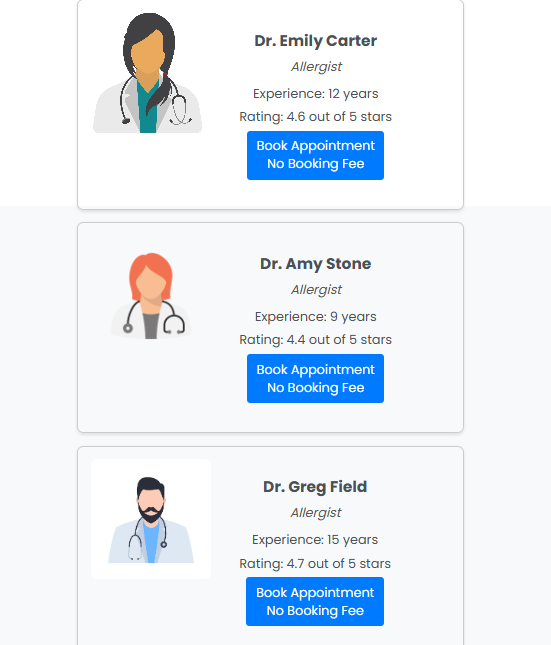 Dr. Emily Carter
Allergist
Experience: 12 years
Rating: 4.6 out of 5 stars
Book Appointment
No Booking Fee
Dr. Amy Stone
Allergist
Experience: 9 years
Rating: 4.4 out of 5 stars
Book Appointment
No Booking Fee
Dr. Greg Field
Allergist
Experience: 15 years
Rating: 4.7 out of 5 stars
Book Appointment
No Booking Fee